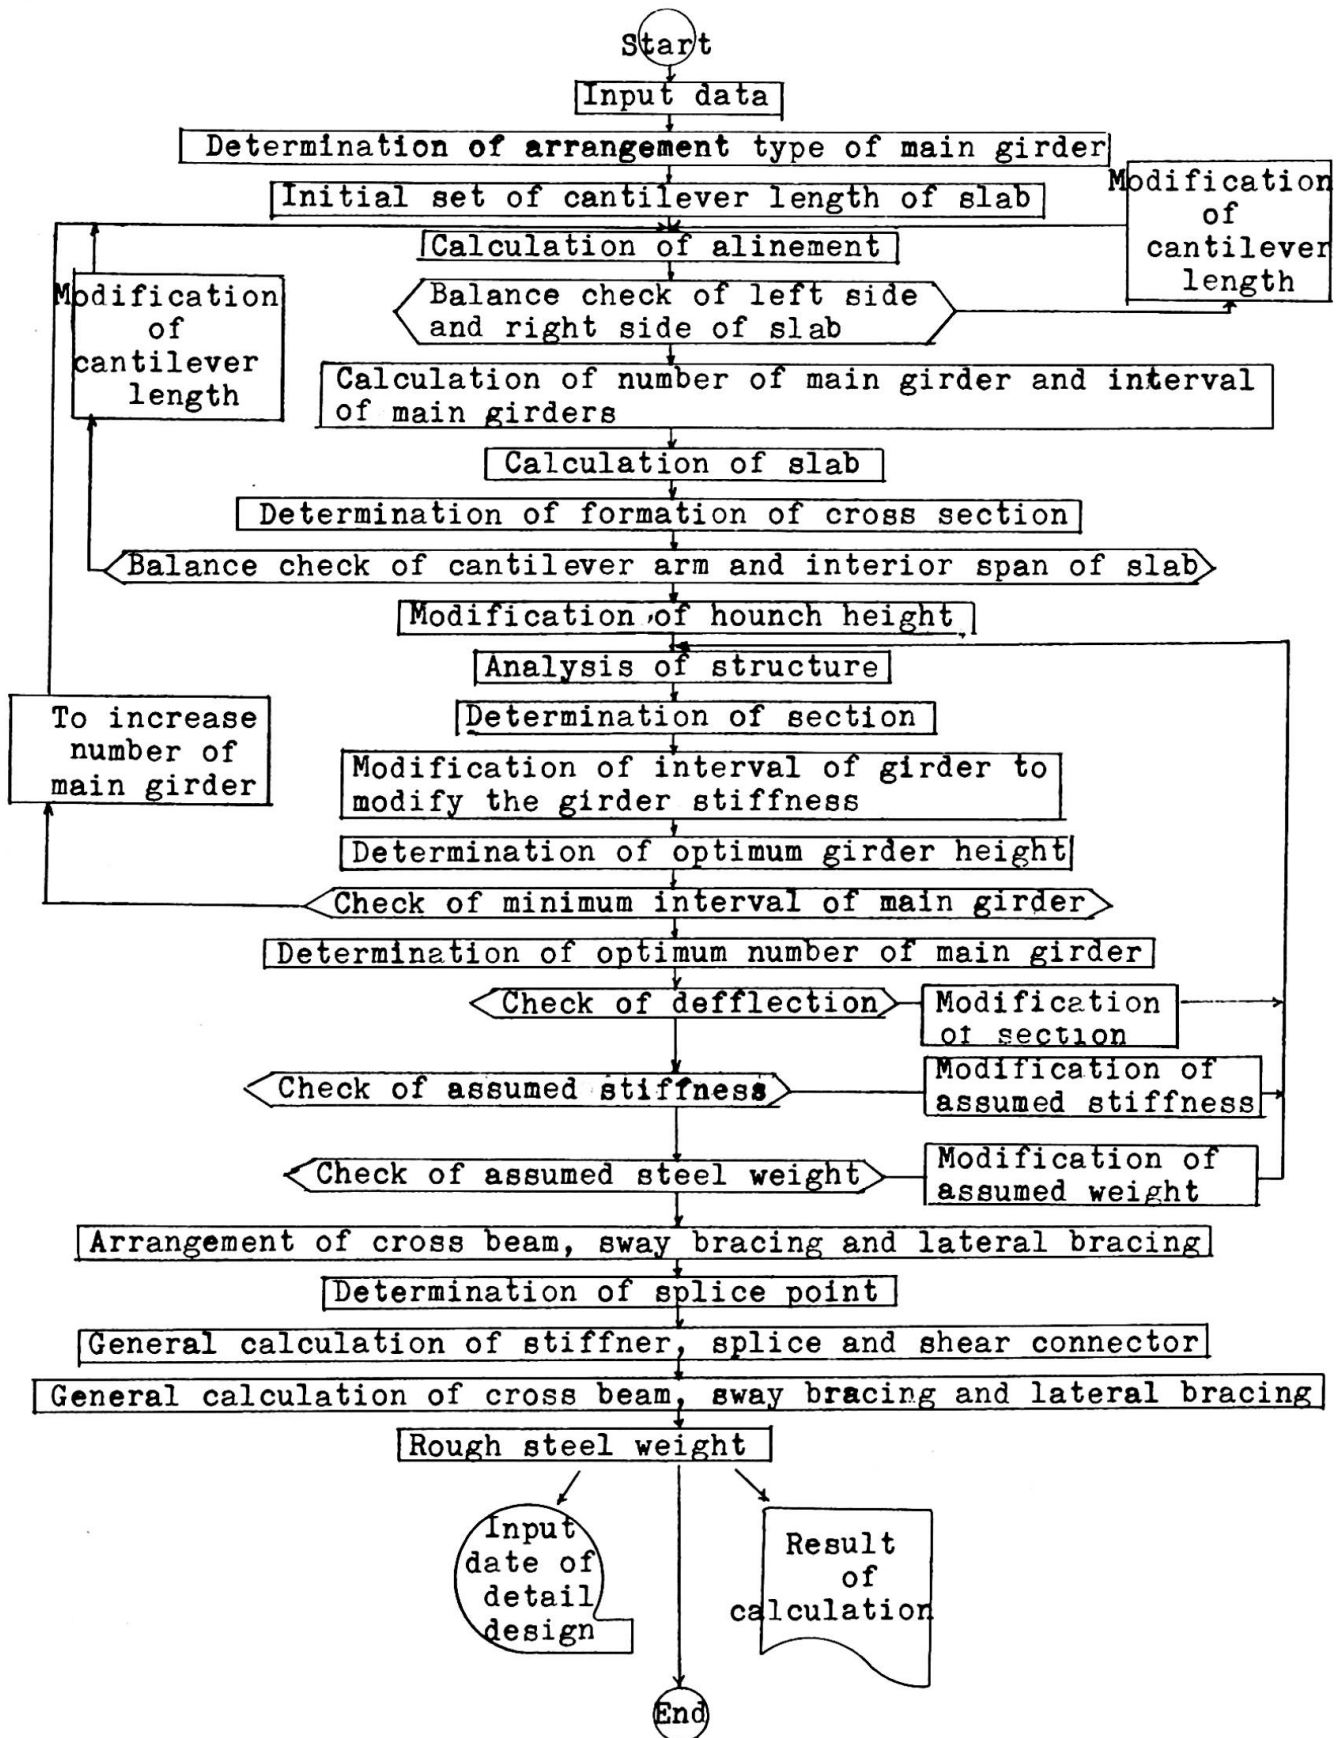 Start
Input data
Determination of arrangement type of main girder
Initial set of cantilever length of slab
Modification
of
cantilever
length
Calculation of alinement
Balance check of left side
and right side of slab
Modification
of
cantilever
length
Calculation of number of main girder and interval
of main girders
Calculation of slab
Determination of formation of cross section
Balance check of cantilever arm and interior span of slab
Modification of hounch height
Analysis of structure
To increase
number of
main girder
Determination of section
Modification of interval of girder to
modify the girder stiffness
Determination of optimum girder height
Check of minimum interval of main girder
Determination of optimum number of main girder
Check of defflection
Modification
of section
Check of assumed stiffness
Modification of
assumed stiffness
Check of assumed steel weight
Modification of
assumed weight
Arrangement of cross beam, sway bracing and lateral bracing
Determination of splice point
General calculation of stiffner, splice and shear connector
General calculation of cross beam, sway bracing and lateral bracing
Rough steel weight
Input
date of
detail
design
Result
of
calculation
End